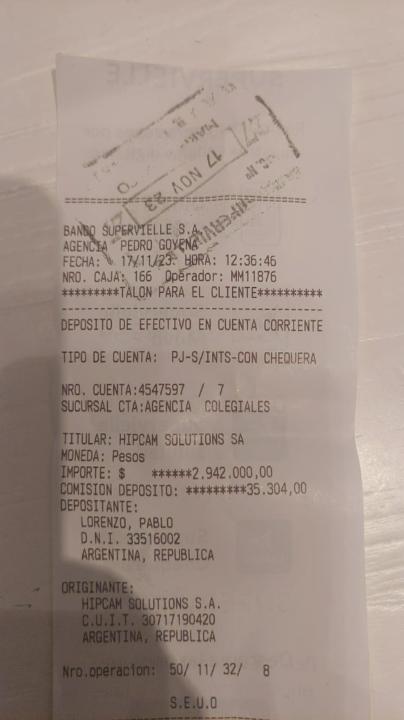 17 NOV 23
BANCO SUPERVIELLE S.A.
AGENCIA PEDRO GOYENA
FECHA: 17/11/23. HORA: 12:36:46
NRO. CAJA: 166 Operador: MM11876
*********TALON PARA EL CLIENTE**********
DEPOSITO DE EFECTIVO EN CUENTA CORRIENTE
TIPO DE CUENTA: PJ-S/INTS-CON CHEQUERA
NRO. CUENTA:4547597 / 7
SUCURSAL CTA:AGENCIA COLEGIALES
TITULAR: HIPCAM SOLUTIONS SA
MONEDA: Pesos
IMPORTE: $ ******2.942.000,00
COMISION DEPOSITO: *********35.304,00
DEPOSITANTE:
LORENZO, PABLO
D.N.I. 33516002
ARGENTINA, REPUBLICA
ORIGINANTE:
HIPCAM SOLUTIONS S.A.
C.U.I.T. 30717190420
ARGENTINA, REPUBLICA
Nro.operacion: 50/ 11/ 32/ 8
S.E.U.O